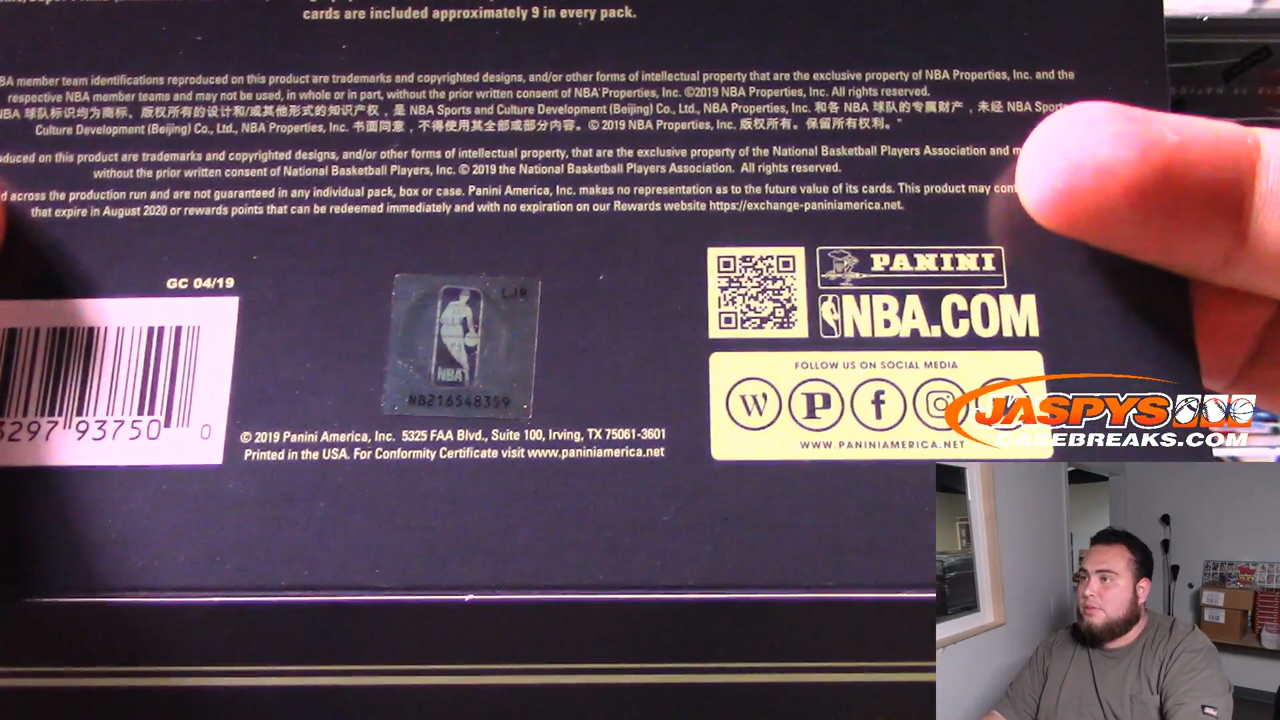 cards are included approximately 9 in every pack.
BA member team identifications reproduced on this product are trademarks and copyrighted designs, and/or other forms of intellectual property that are the exclusive property of NBA Properties, Inc. and the
respective NBA member teams and may not be used, in whole or in part, without the prior written consent of NBA Properties, Inc. ©2019 NBA Properties, Inc. All rights reserved.
NBA 球队标识均为商标。版权所有的设计和/或其他形式的知识产权，是 NBA Sports and Culture Development (Beijing) Co., Ltd., NBA Properties, Inc. 和各 NBA 球队的专属财产，未经 NBA Sports
Culture Development (Beijing) Co., Ltd., NBA Properties, Inc. 书面同意，不得使用其全部或部分内容。© 2019 NBA Properties, Inc. 版权所有。保留所有权利。"
duced on this product are trademarks and copyrighted designs, and/or other forms of intellectual property, that are the exclusive property of the National Basketball Players Association and m
without the prior written consent of National Basketball Players, Inc. © 2019 the National Basketball Players Association. All rights reserved.
d across the production run and are not guaranteed in any individual pack, box or case. Panini America, Inc. makes no representation as to the future value of its cards. This product may con
that expire in August 2020 or rewards points that can be redeemed immediately and with no expiration on our Rewards website https://exchange-paniniamerica.net.
GC 04/19
3297 93750 0
LJR
NBA
NB216548359
© 2019 Panini America, Inc. 5325 FAA Blvd., Suite 100, Irving, TX 75061-3601
Printed in the USA. For Conformity Certificate visit www.paniniamerica.net
PANINI
NBA.COM
FOLLOW US ON SOCIAL MEDIA
W P f
WWW.PANINIAMERICA.NET
JASPYS
CASEBREAKS.COM